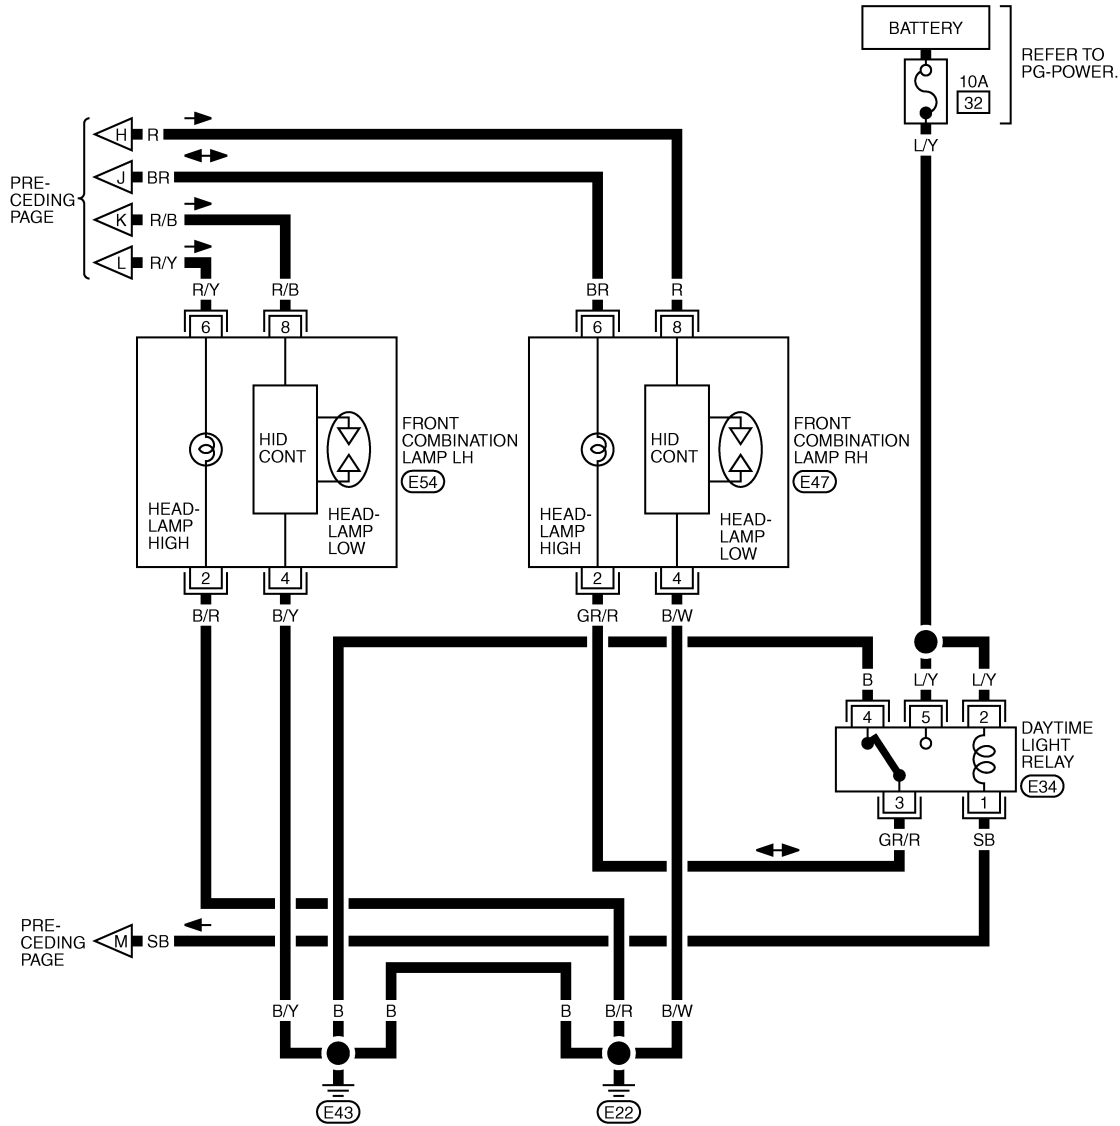 BATTERY
REFER TO
PG-POWER.
10A
32
L/Y
PRE-
CEDING
PAGE
H R
J BR
K R/B
L R/Y
R/Y R/B BR R
6 8 6 8
HID
CONT
HEAD-
LAMP
HIGH
HEAD-
LAMP
LOW
FRONT
COMBINATION
LAMP LH
E54
HID
CONT
HEAD-
LAMP
HIGH
HEAD-
LAMP
LOW
FRONT
COMBINATION
LAMP RH
E47
2 4 2 4
B/R B/Y GR/R B/W
B L/Y L/Y
4 5 2
DAYTIME
LIGHT
RELAY
E34
3 1
GR/R SB
PRE-
CEDING
PAGE
M SB
B/Y B B B B/R B/W
E43 E22